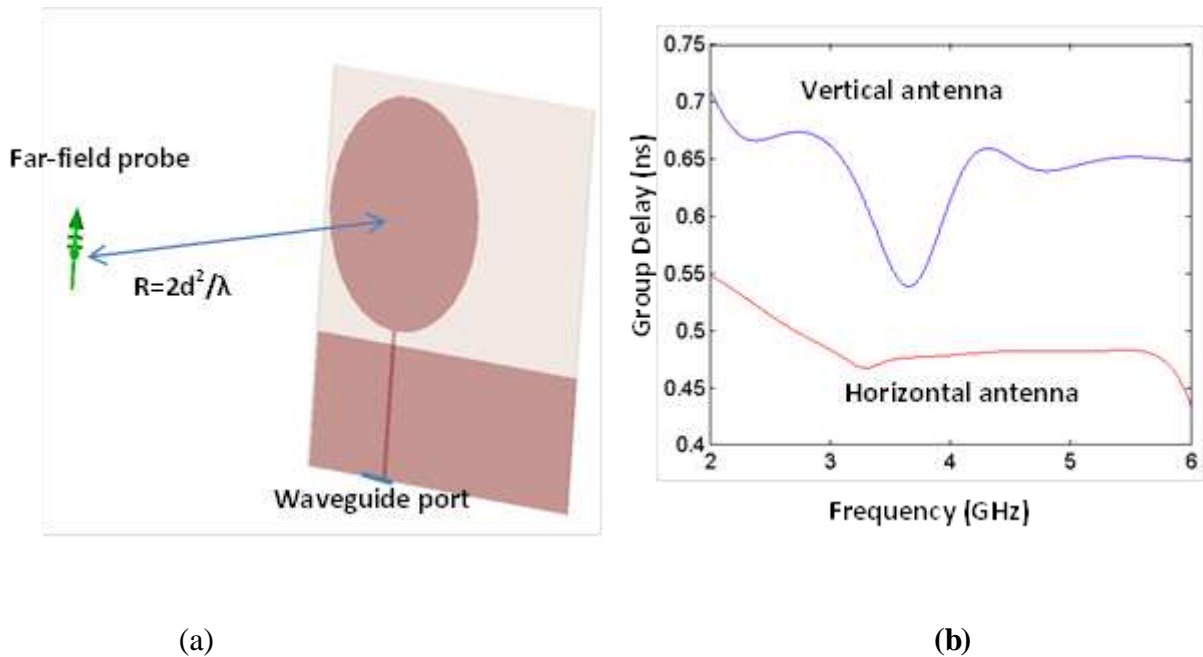 Far-field probe
R=2d²/λ
Waveguide port
(a)
Group Delay (ns)
0.75
0.7
0.65
0.6
0.55
0.5
0.45
0.4
Vertical antenna
Horizontal antenna
2 3 4 5 6
Frequency (GHz)
(b)